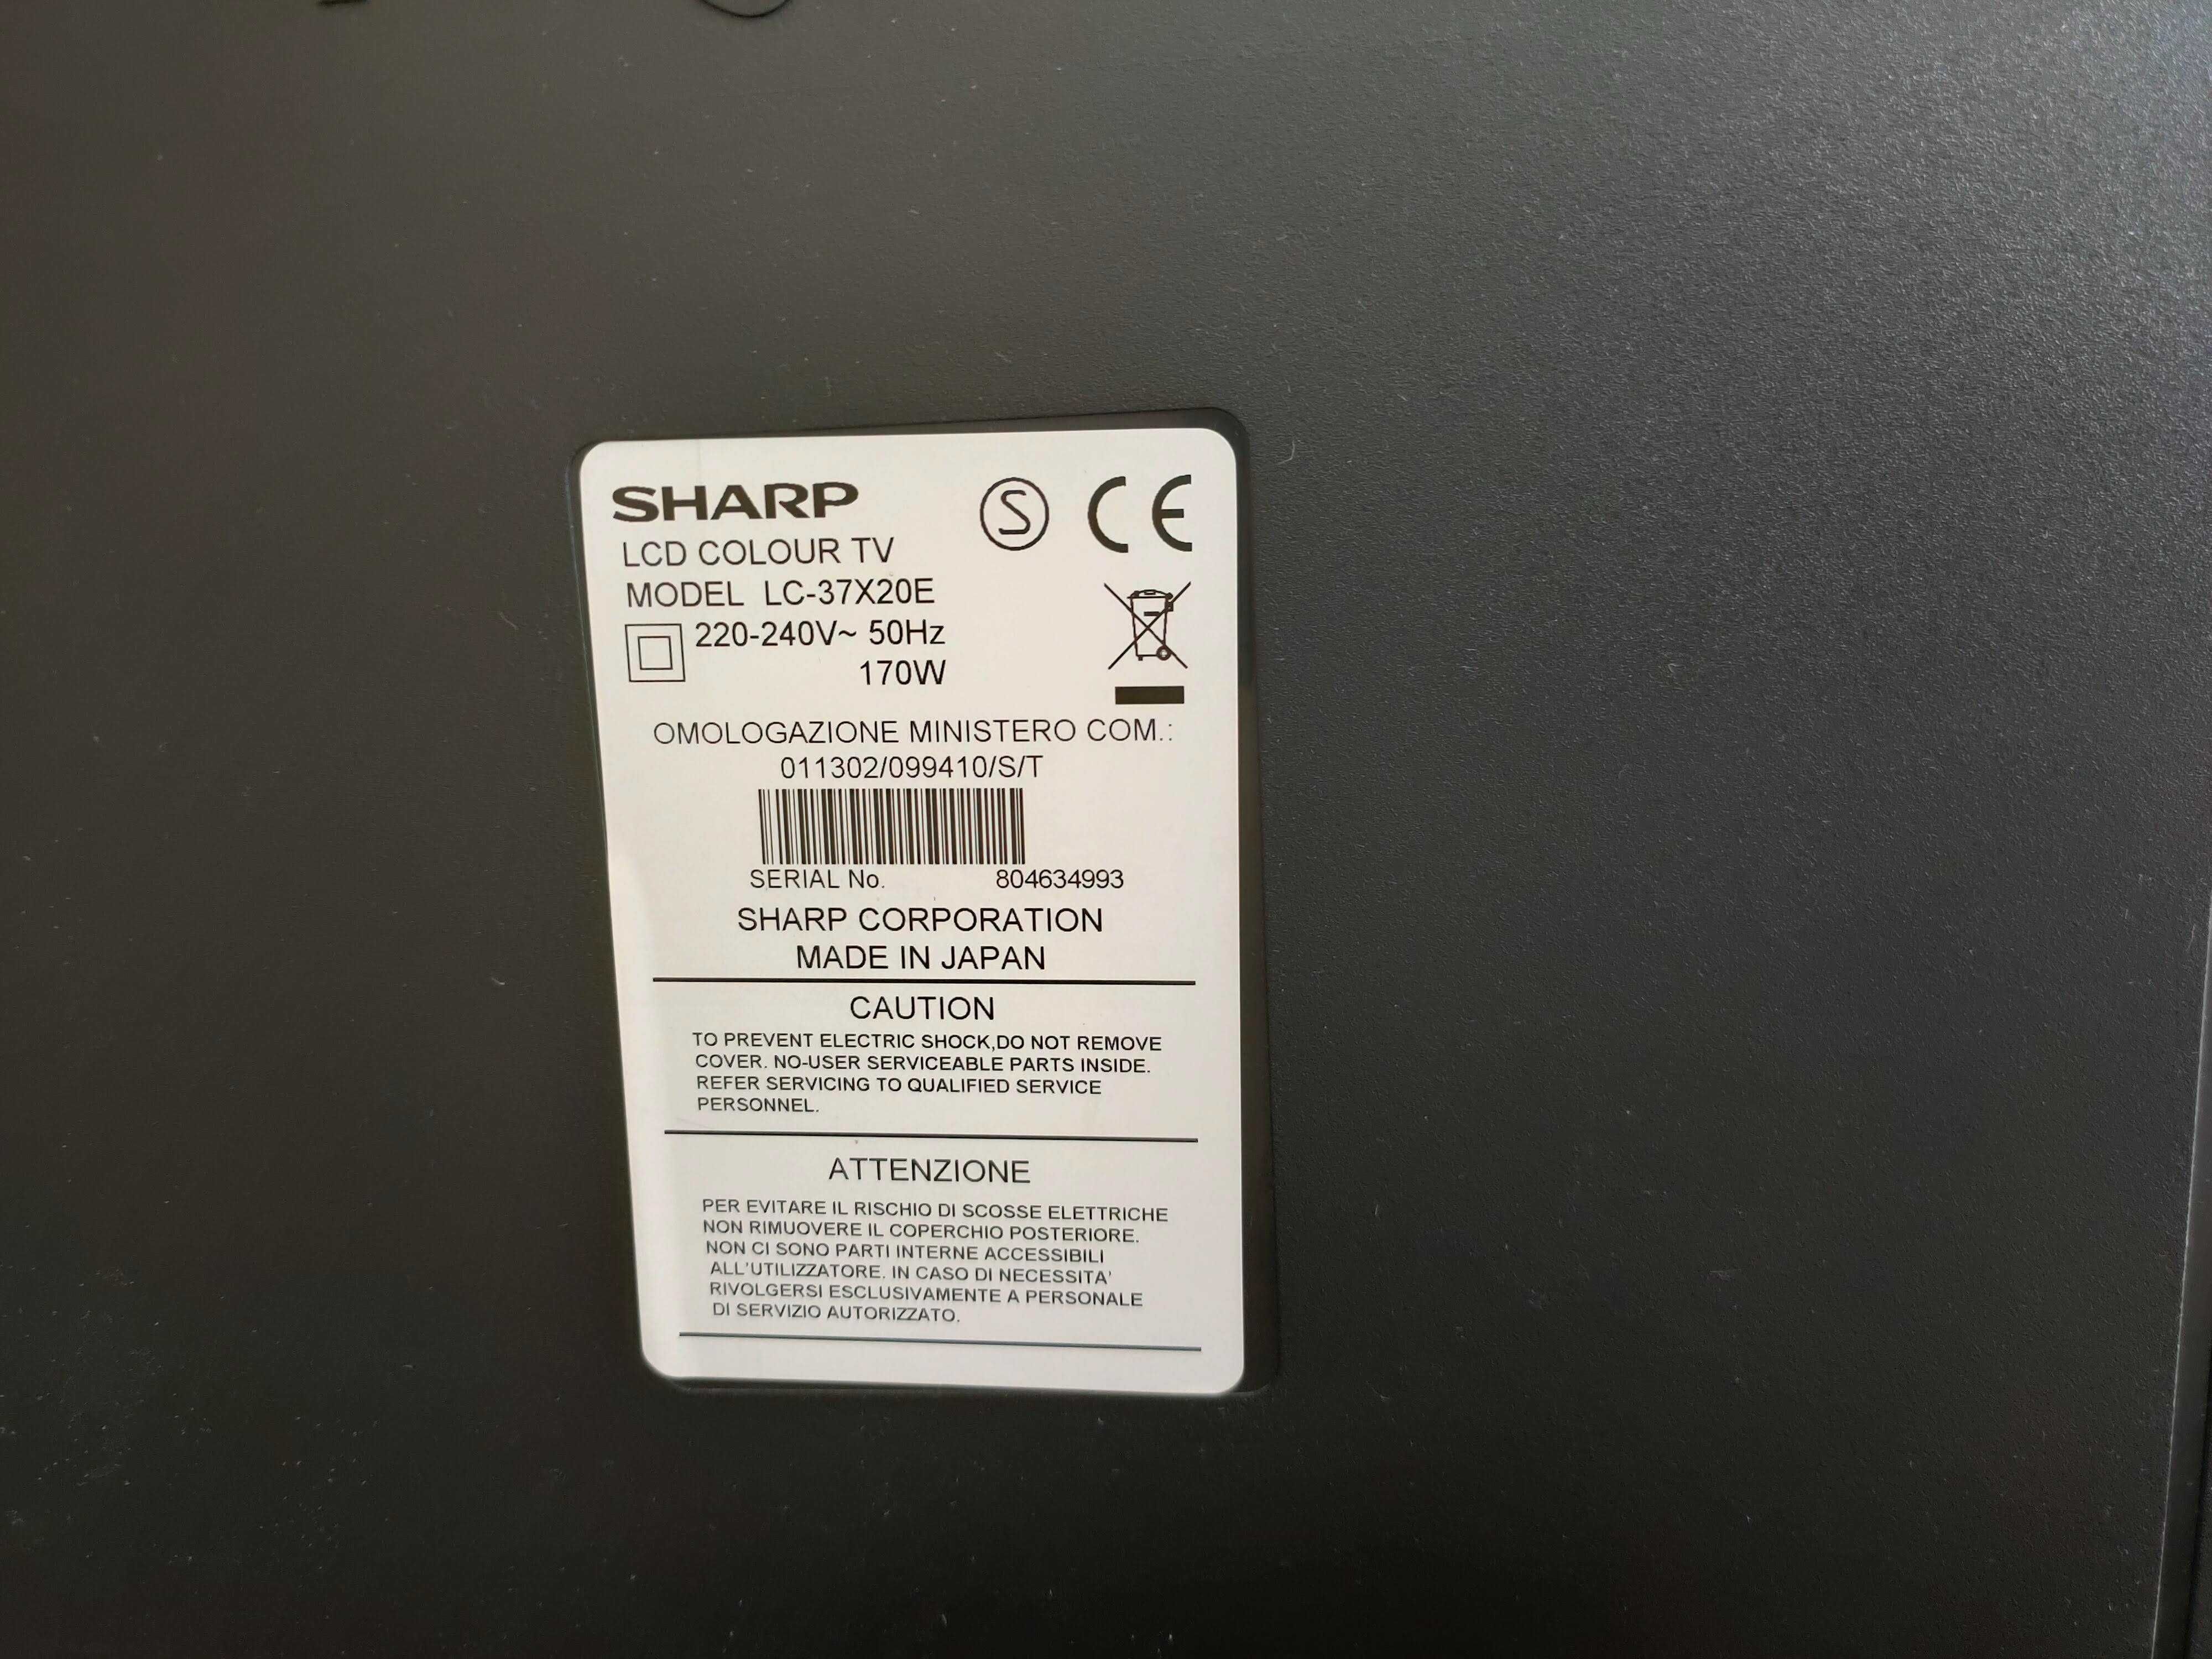 SHARP
S CE
LCD COLOUR TV
MODEL LC-37X20E
220-240V~ 50Hz
170W
OMOLOGAZIONE MINISTERO COM.:
011302/099410/S/T
SERIAL No. 804634993
SHARP CORPORATION
MADE IN JAPAN
CAUTION
TO PREVENT ELECTRIC SHOCK,DO NOT REMOVE
COVER. NO-USER SERVICEABLE PARTS INSIDE.
REFER SERVICING TO QUALIFIED SERVICE
PERSONNEL.
ATTENZIONE
PER EVITARE IL RISCHIO DI SCOSSE ELETTRICHE
NON RIMUOVERE IL COPERCHIO POSTERIORE.
NON CI SONO PARTI INTERNE ACCESSIBILI
ALL'UTILIZZATORE. IN CASO DI NECESSITA'
RIVOLGERSI ESCLUSIVAMENTE A PERSONALE
DI SERVIZIO AUTORIZZATO.